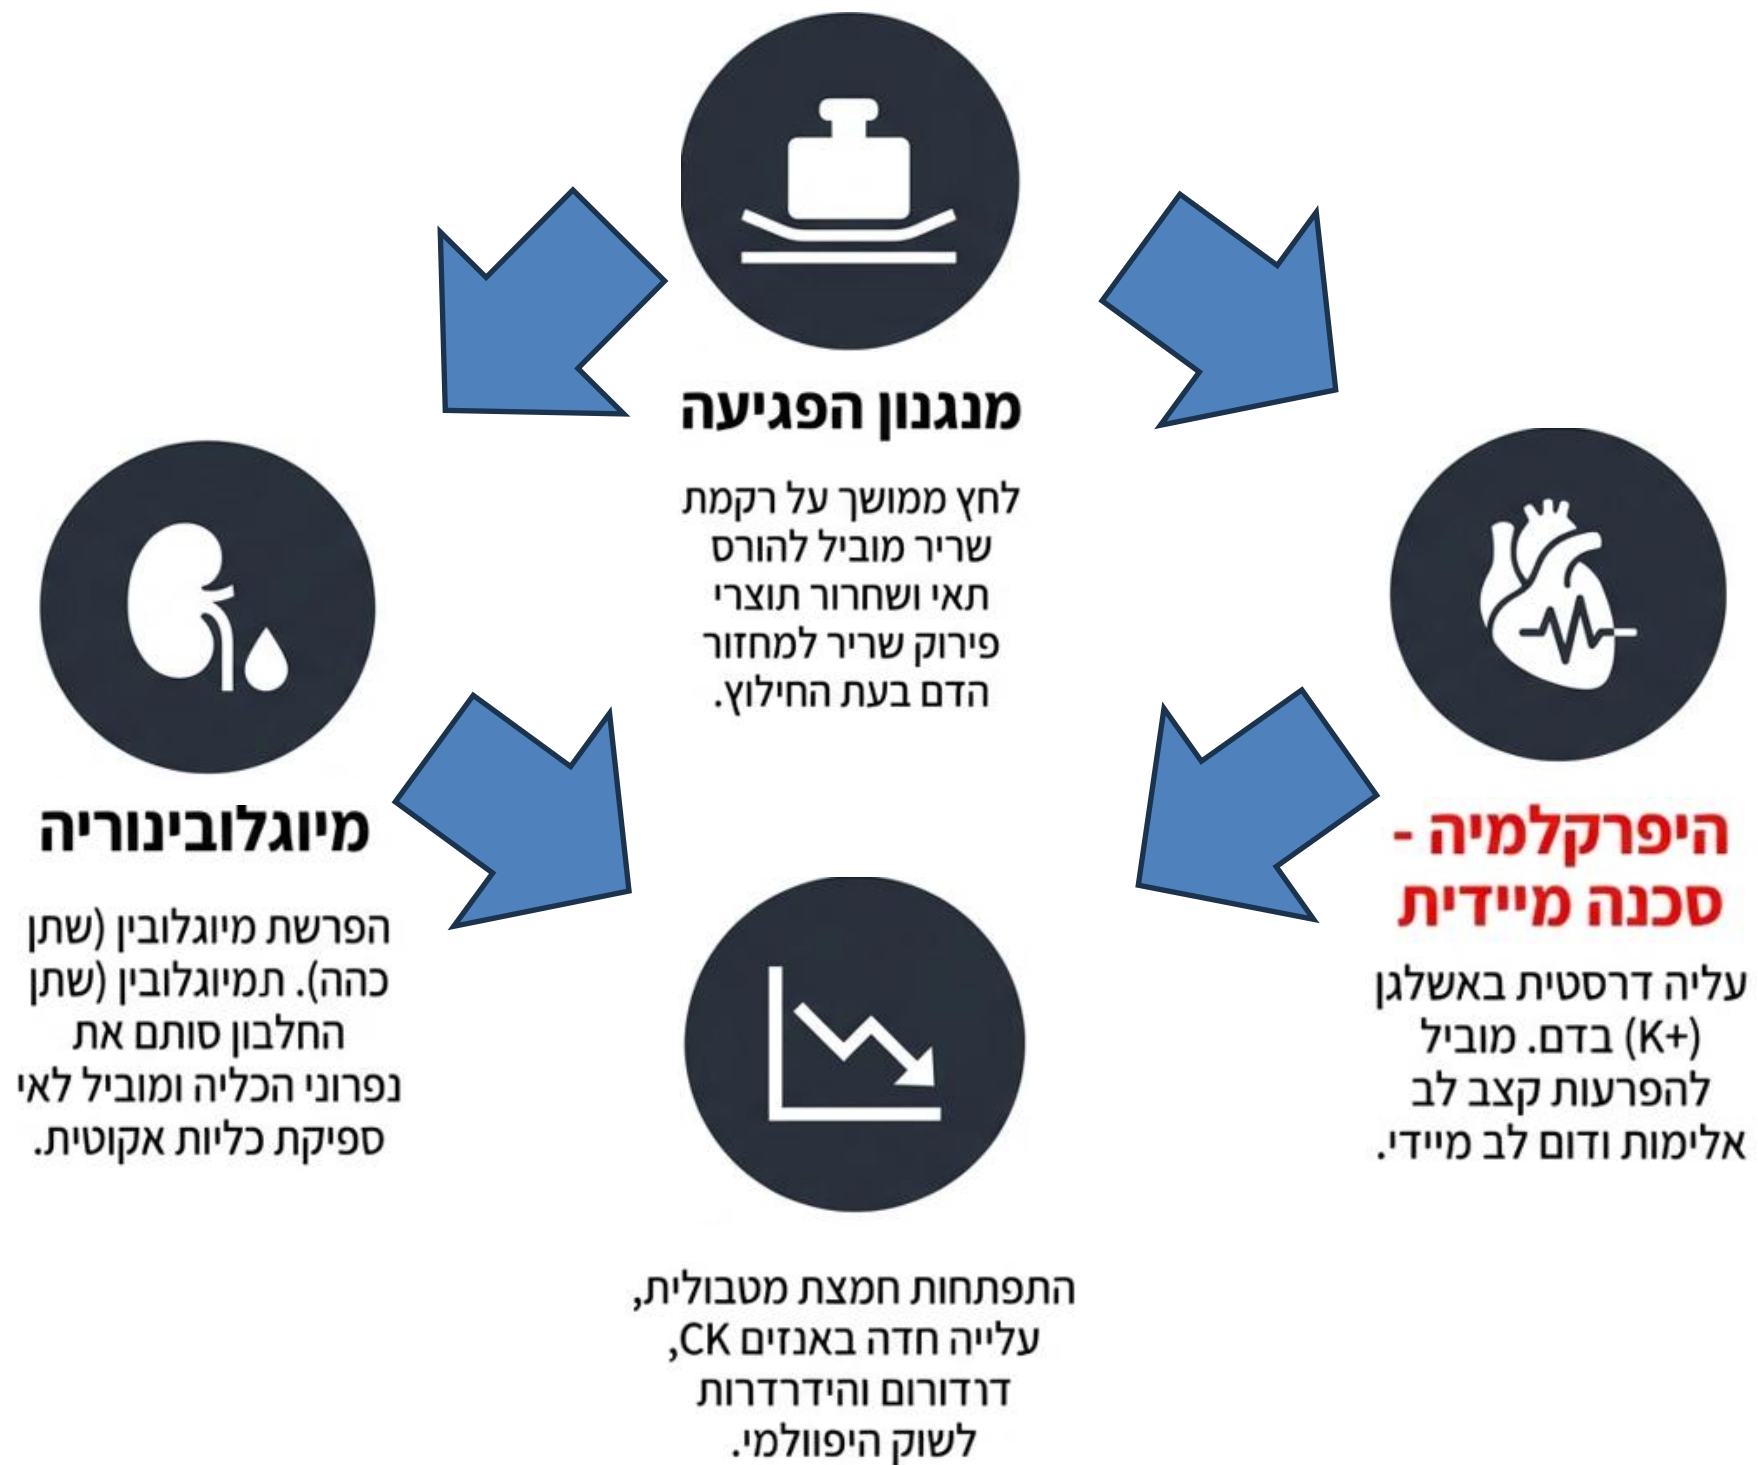 מנגנון הפגיעה
לחץ ממושך על רקמת
שריר מוביל להורס
תאי ושחרור תוצרי
פירוק שריר למחזור
הדם בעת החילוץ.
היפרקלמיה -
סכנה מיידית
עליה דרסטית באשלגן
(K+) בדם. מוביל
להפרעות קצב לב
אלימות ודום לב מיידי.
מיוגלובינוריה
הפרשת מיוגלובין (שתן
כהה). תמיוגלובין (שתן
החלבון סותם את
נפרוני הכליה ומוביל לאי
ספיקת כליות אקוטית.
התפתחות חמצת מטבולית,
עלייה חדה באנזים CK,
דנדורום והידרדרות
לשוק היפוולמי.